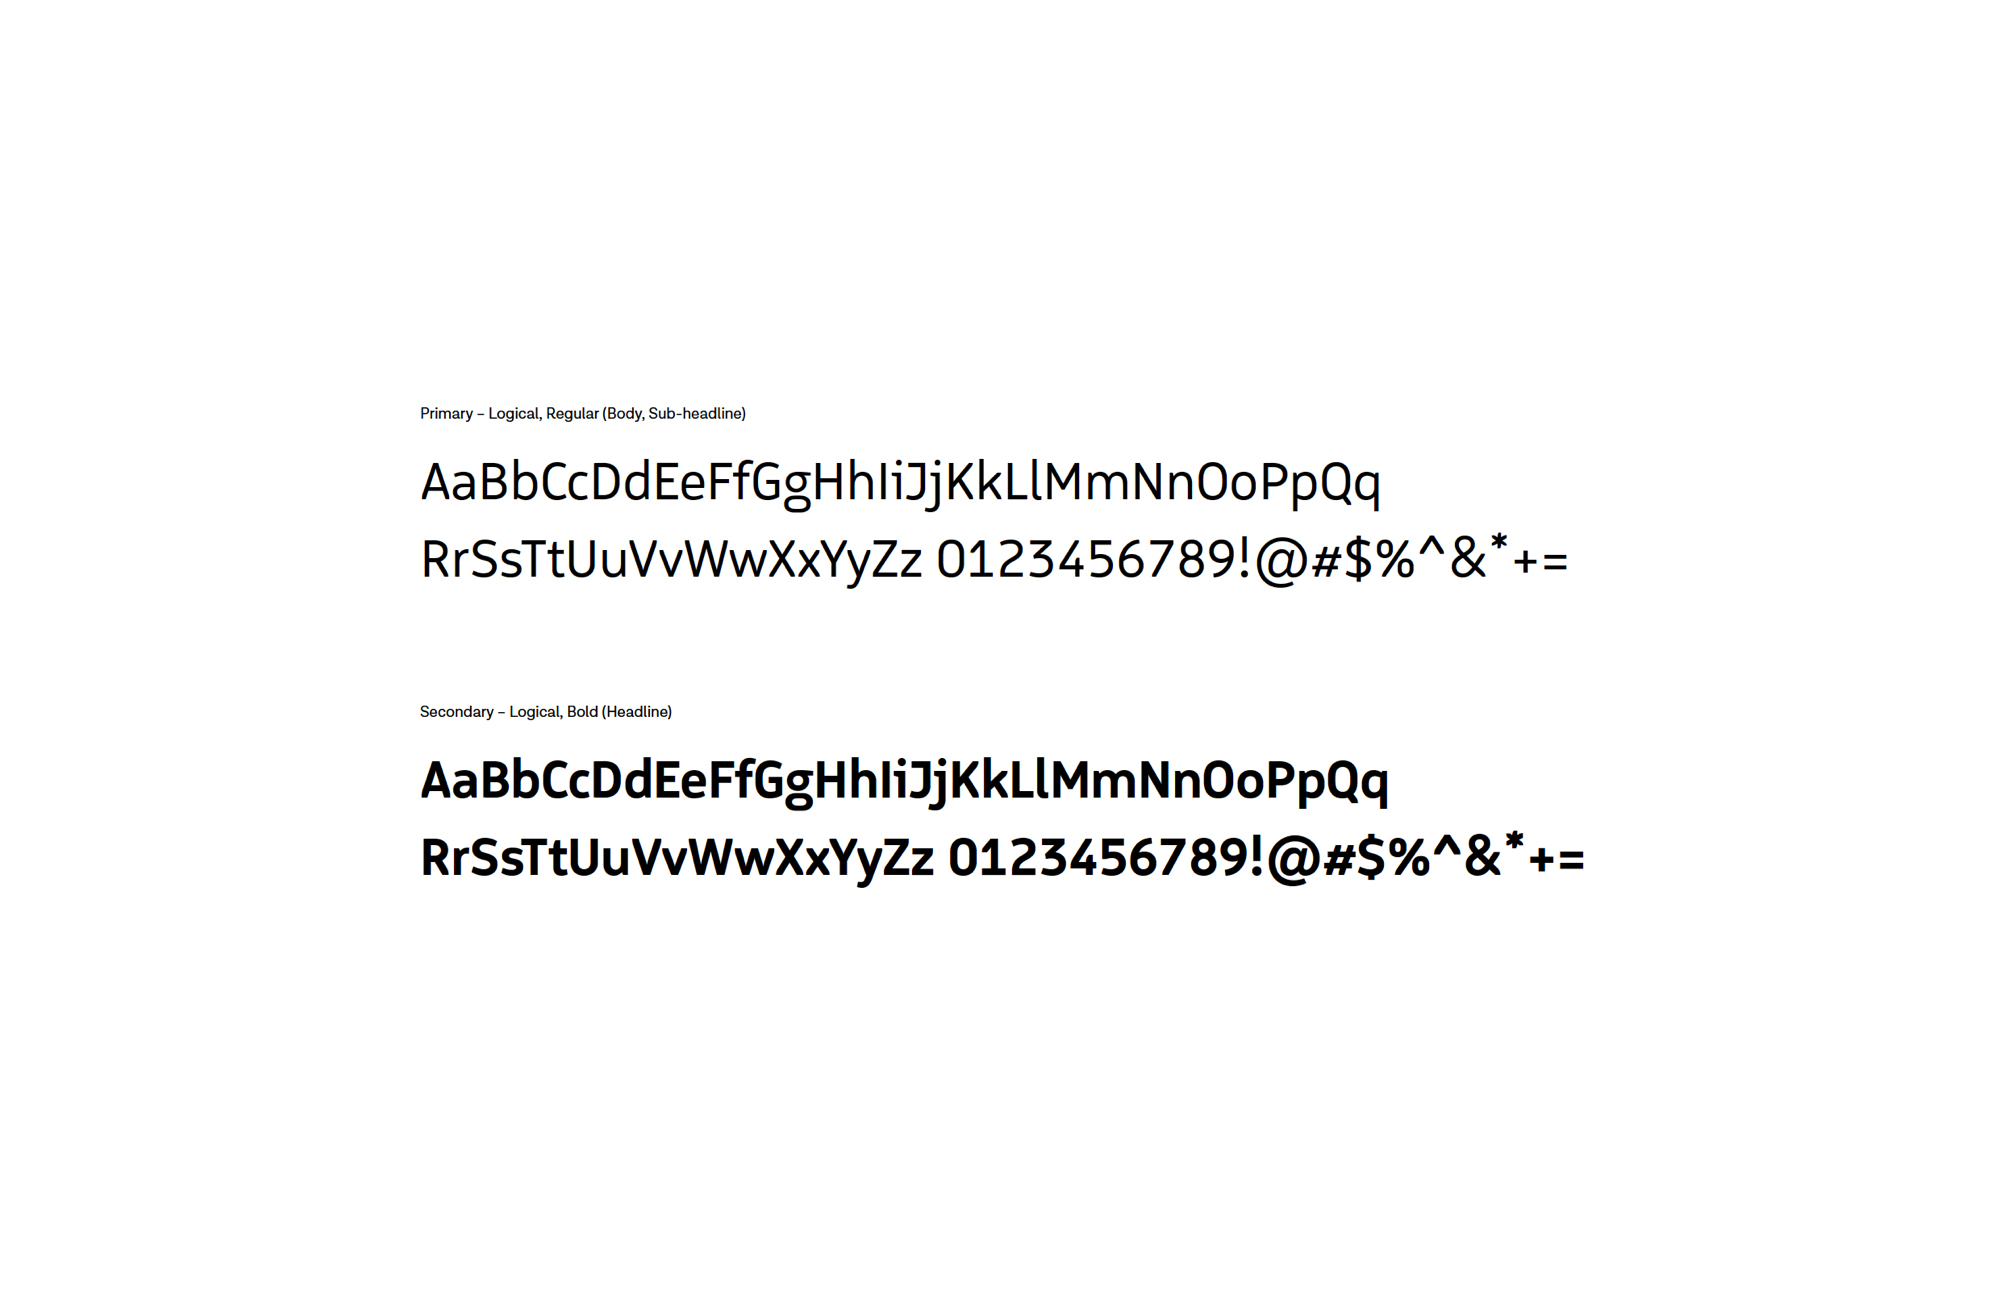 Primary – Logical, Regular (Body, Sub-headline)
AaBbCcDdEeFfGgHhIiJjKkLlMmNnOoPpQq
RrSsTtUuVvWwXxYyZz 0123456789!@#$%^&*+=
Secondary – Logical, Bold (Headline)
AaBbCcDdEeFfGgHhIiJjKkLlMmNnOoPpQq
RrSsTtUuVvWwXxYyZz 0123456789!@#$%^&*+=